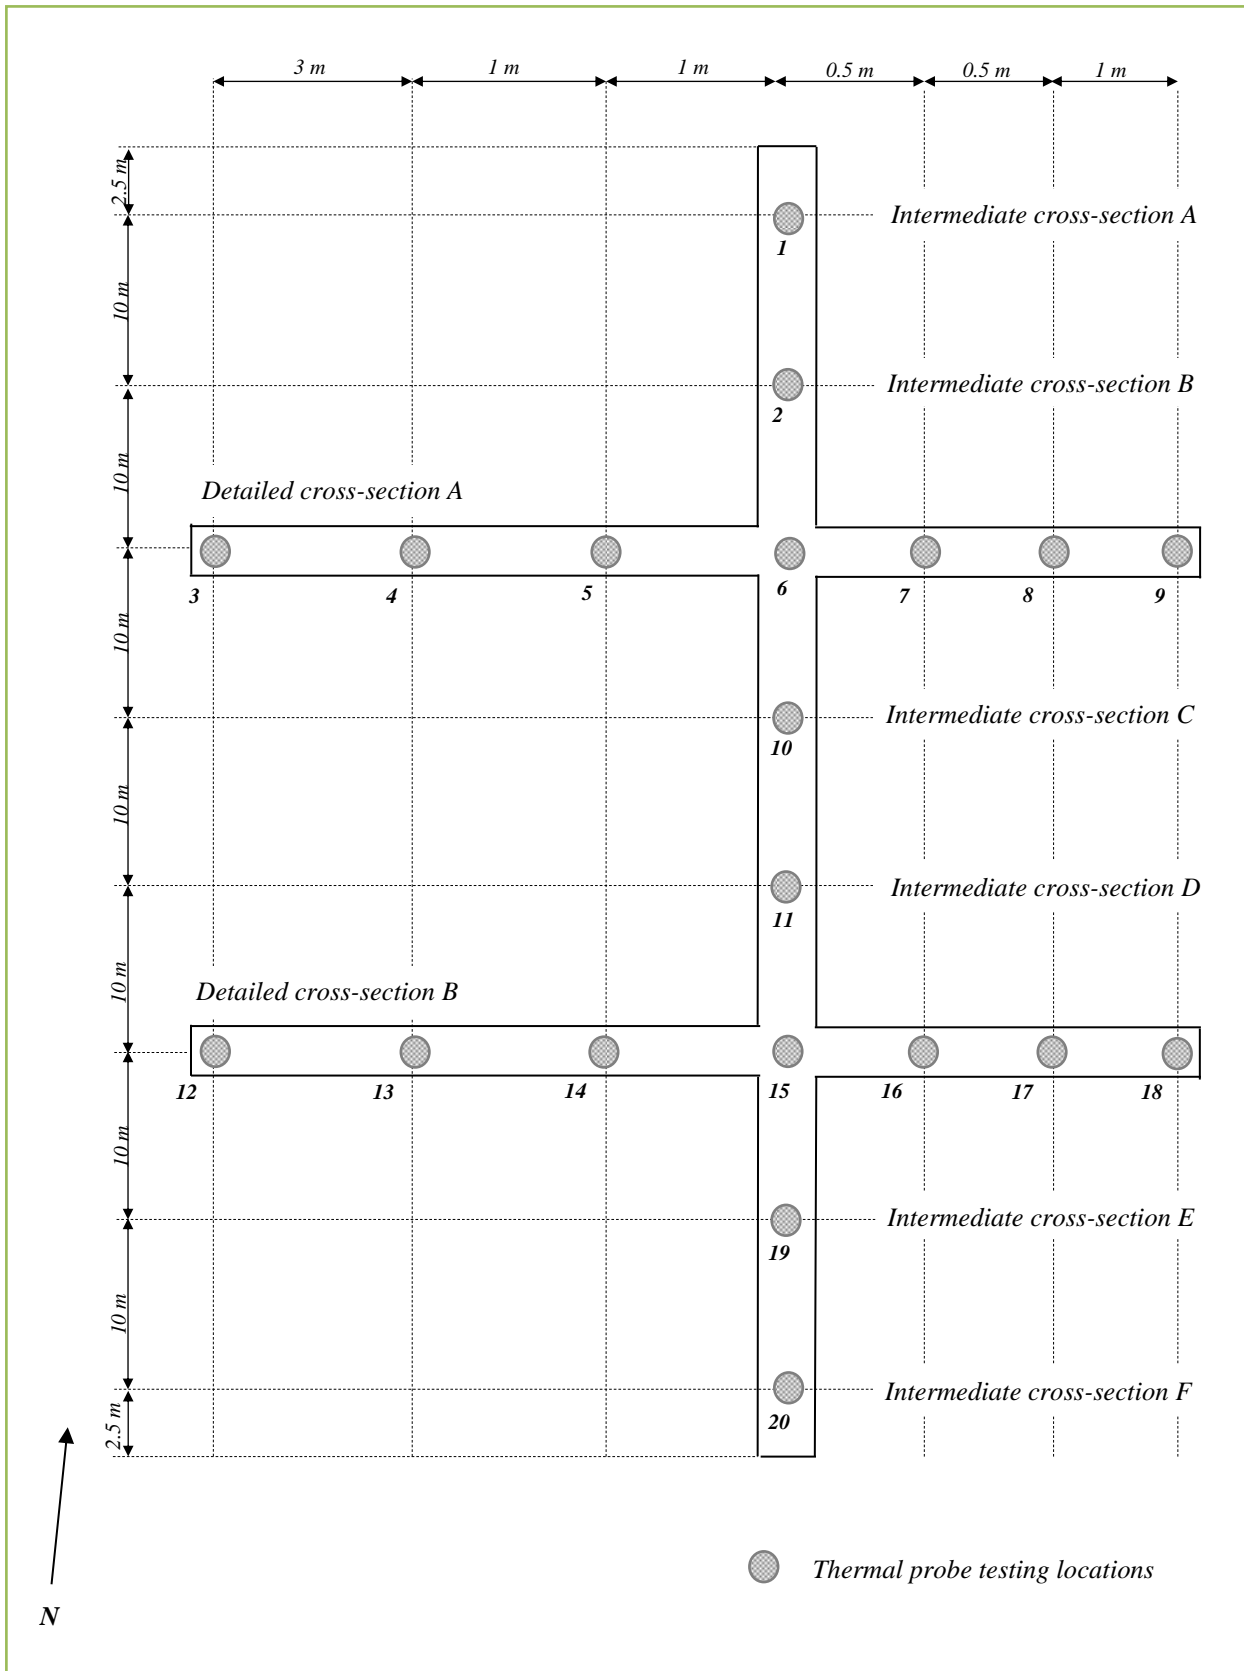 3 m
1 m
1 m
0.5 m
0.5 m
1 m
2.5 m
Intermediate cross-section A
1
10 m
Intermediate cross-section B
2
10 m
Detailed cross-section A
3
4
5
6
7
8
9
10 m
Intermediate cross-section C
10
10 m
Intermediate cross-section D
11
10 m
Detailed cross-section B
12
13
14
15
16
17
18
10 m
Intermediate cross-section E
19
10 m
Intermediate cross-section F
20
2.5 m
Thermal probe testing locations
N